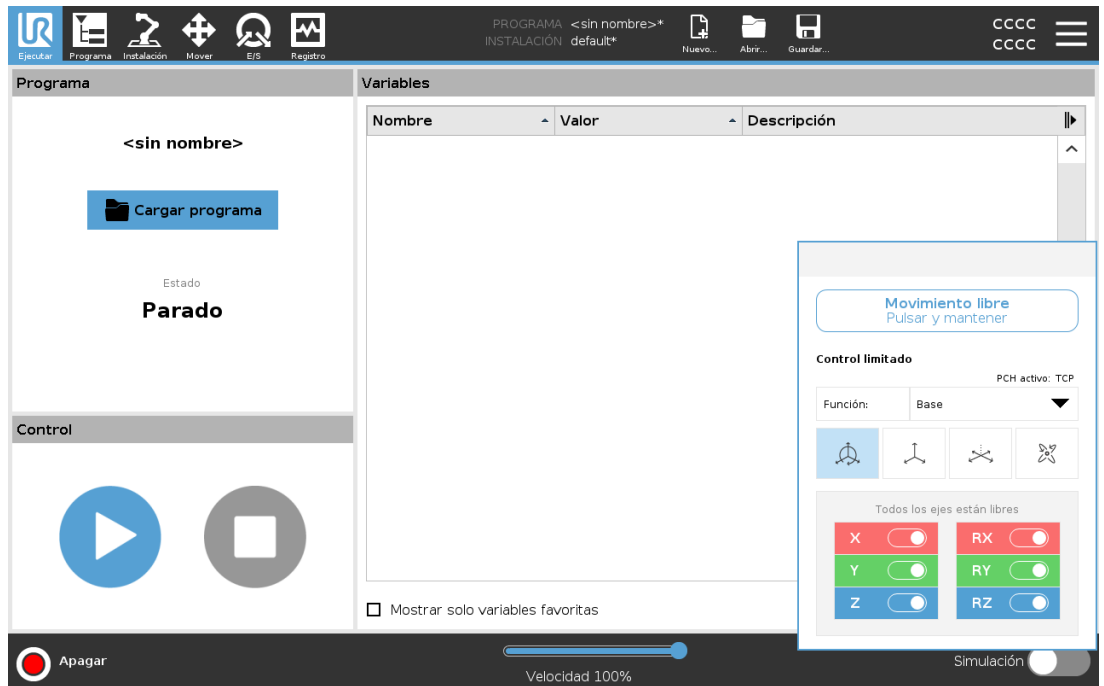 UR
Ejecutar
Programa
Instalación
Mover
E/S
Registro
PROGRAMA <sin nombre>*
INSTALACIÓN default*
Nuevo...
Abrir...
Guardar...
CCCC
CCCC
Programa
<sin nombre>
Cargar programa
Estado
Parado
Control
Variables
Nombre Valor Descripción
Mostrar solo variables favoritas
Movimiento libre
Pulsar y mantener
Control limitado
PCH activo: TCP
Función: Base
Todos los ejes están libres
X RX
Y RY
Z RZ
Apagar
Velocidad 100%
Simulación